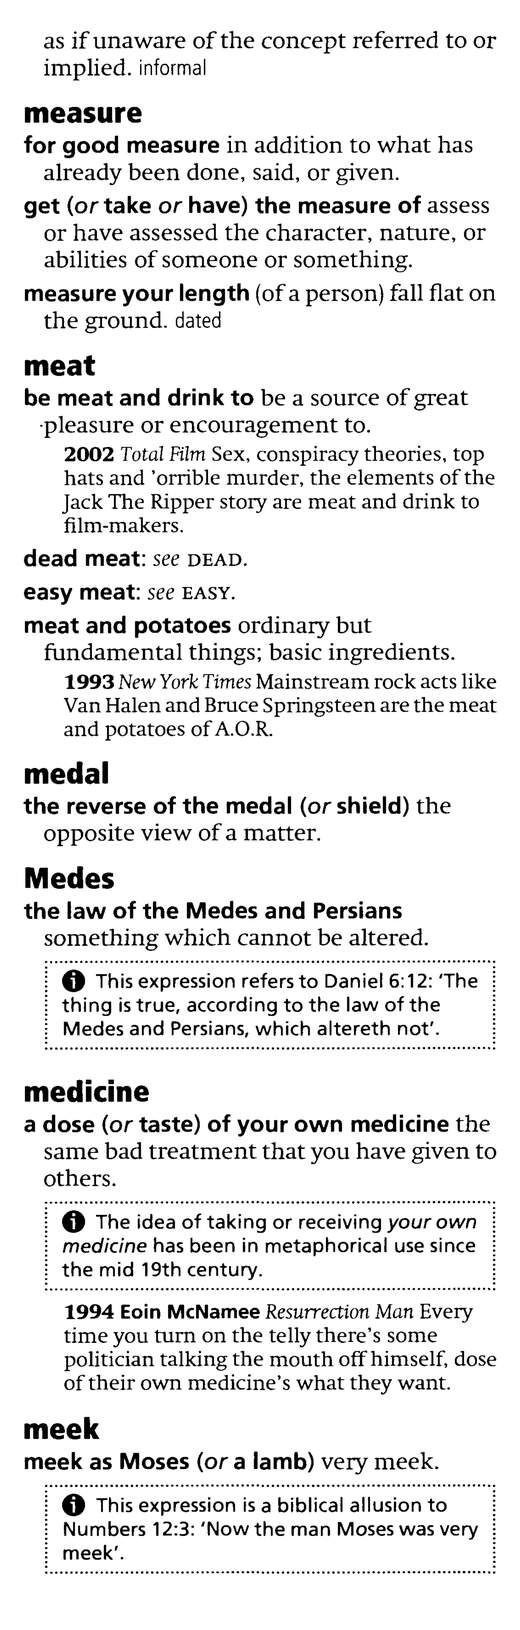 as if unaware of the concept referred to or
implied. informal
measure
for good measure in addition to what has
already been done, said, or given.
get (or take or have) the measure of assess
or have assessed the character, nature, or
abilities of someone or something.
measure your length (of a person) fall flat on
the ground. dated
meat
be meat and drink to be a source of great
pleasure or encouragement to.
2002 Total Film Sex, conspiracy theories, top
hats and 'orrible murder, the elements of the
Jack The Ripper story are meat and drink to
film-makers.
dead meat: see DEAD.
easy meat: see EASY.
meat and potatoes ordinary but
fundamental things; basic ingredients.
1993 New York Times Mainstream rock acts like
Van Halen and Bruce Springsteen are the meat
and potatoes of A.O.R.
medal
the reverse of the medal (or shield) the
opposite view of a matter.
Medes
the law of the Medes and Persians
something which cannot be altered.
i This expression refers to Daniel 6:12: 'The
thing is true, according to the law of the
Medes and Persians, which altereth not'.
medicine
a dose (or taste) of your own medicine the
same bad treatment that you have given to
others.
i The idea of taking or receiving your own
medicine has been in metaphorical use since
the mid 19th century.
1994 Eoin McNamee Resurrection Man Every
time you turn on the telly there's some
politician talking the mouth off himself, dose
of their own medicine's what they want.
meek
meek as Moses (or a lamb) very meek.
i This expression is a biblical allusion to
Numbers 12:3: 'Now the man Moses was very
meek'.